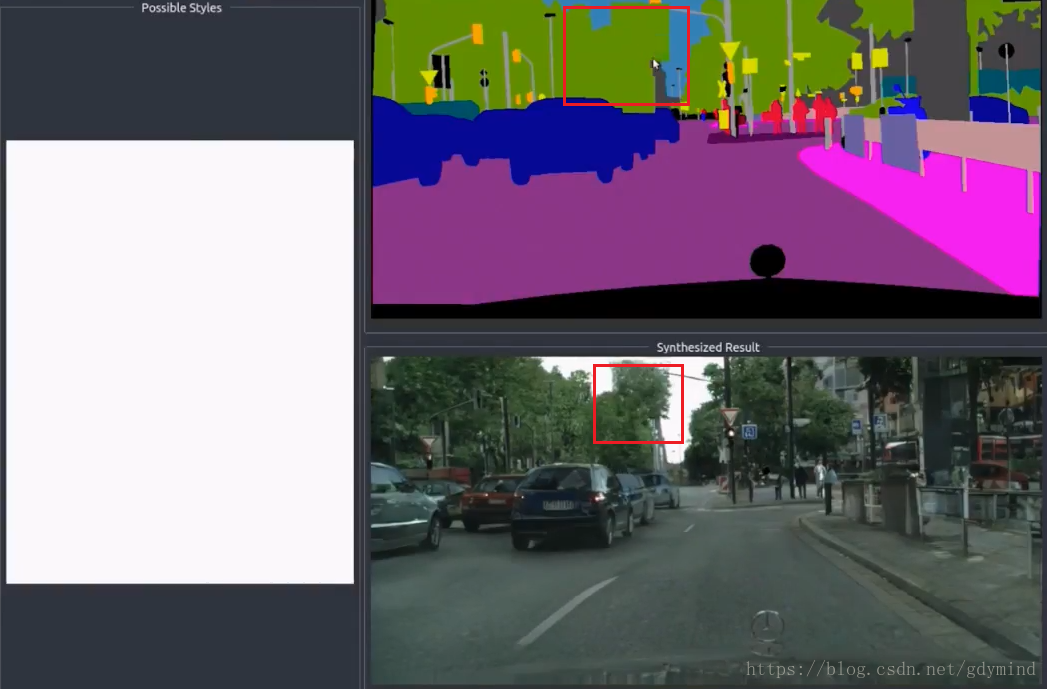 Possible Styles
Synthesized Result
https://blog.csdn.net/gdymind